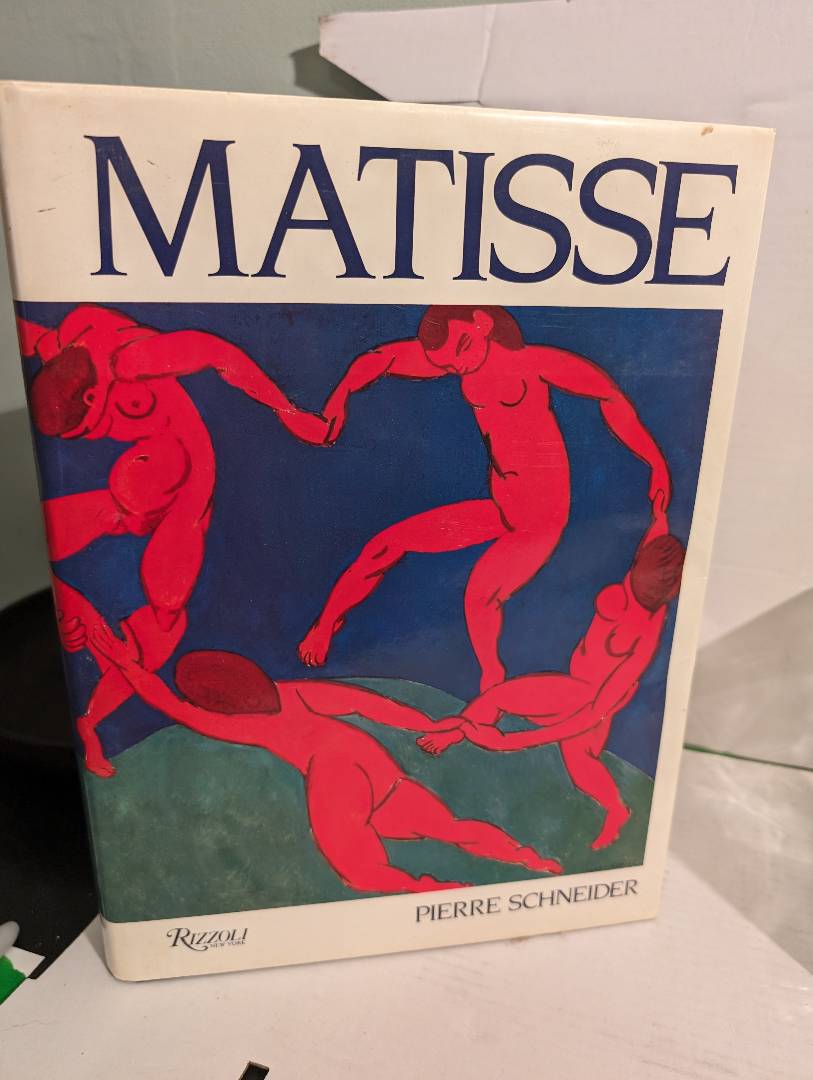 MATISSE
PIERRE SCHNEIDER
RIZZOLI
NEW YORK